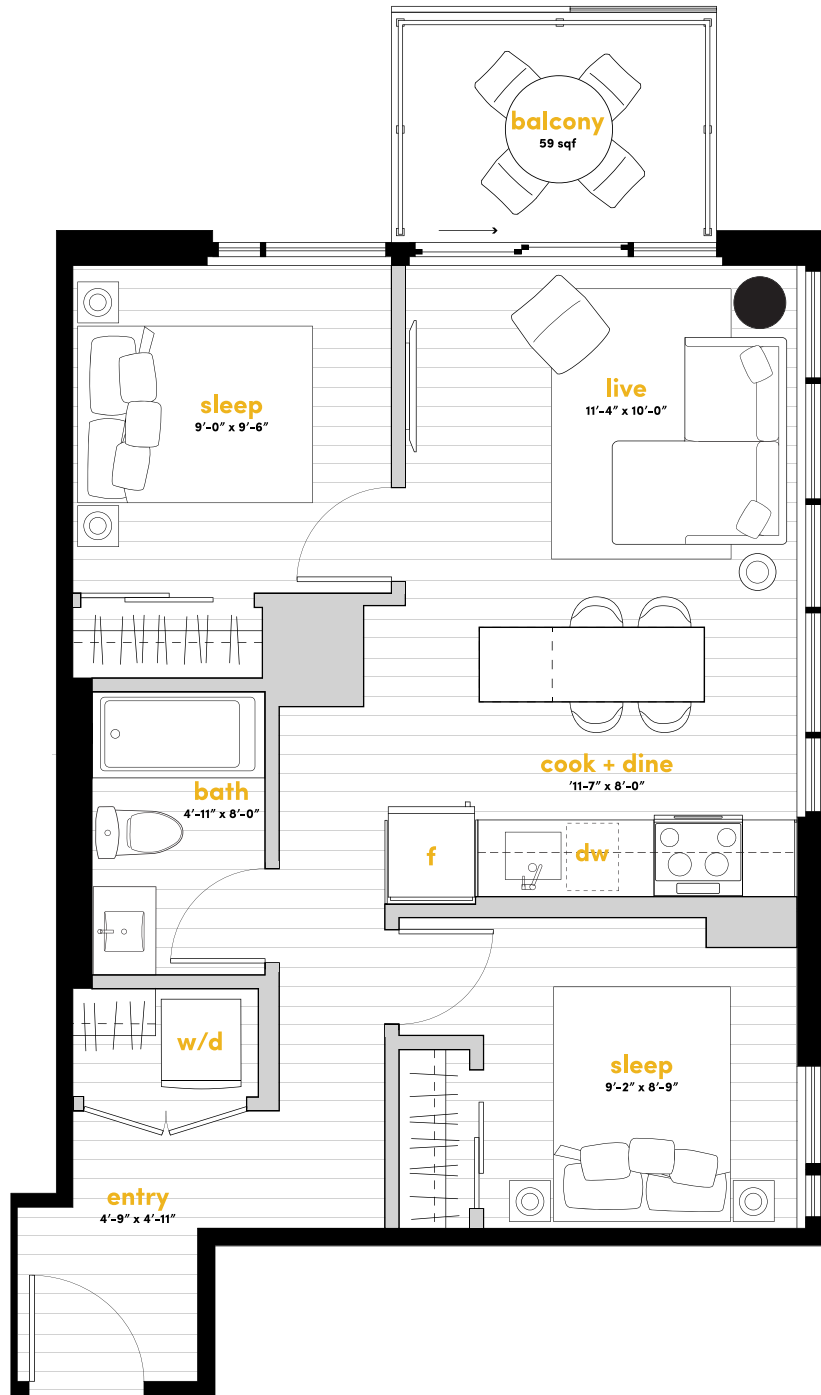 balcony
59 sqf
sleep
9′-0″ x 9′-6″
live
11′-4″ x 10′-0″
cook + dine
′11-7″ x 8′-0″
bath
4′-11″ x 8′-0″
f
dw
w/d
sleep
9′-2″ x 8′-9″
entry
4′-9″ x 4′-11″